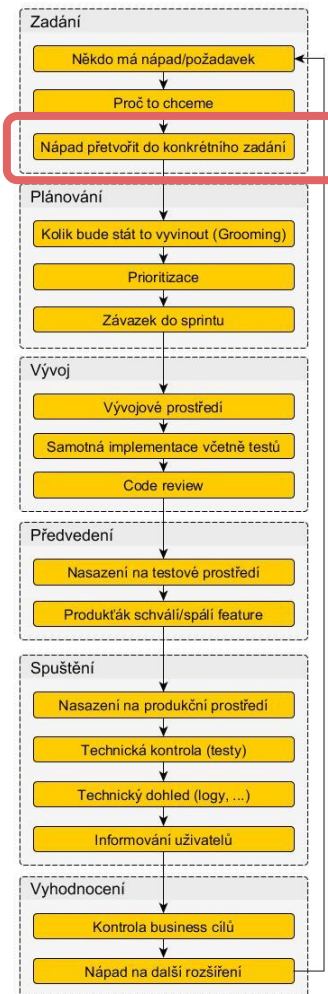 Zadání
Někdo má nápad/požadavek
Proč to chceme
Nápad přetvořit do konkrétního zadání
Plánování
Kolik bude stát to vyvinout (Grooming)
Prioritizace
Závazek do sprintu
Vývoj
Vývojové prostředí
Samotná implementace včetně testů
Code review
Předvedení
Nasazení na testové prostředí
Produkťák schválí/spálí feature
Spuštění
Nasazení na produkční prostředí
Technická kontrola (testy)
Technický dohled (logy, ...)
Informování uživatelů
Vyhodnocení
Kontrola business cílů
Nápad na další rozšíření